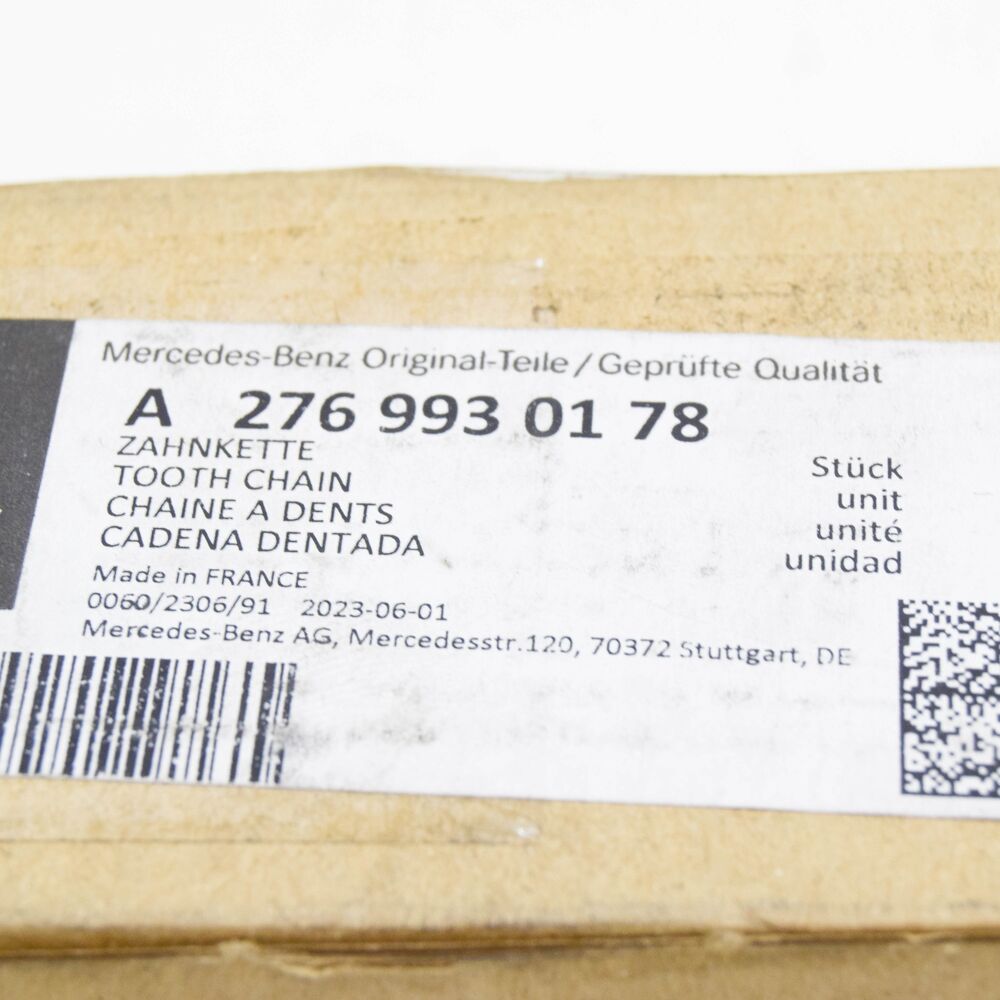 Mercedes-Benz Original-Teile / Geprüfte Qualität
A 276 993 01 78
ZAHNKETTE
TOOTH CHAIN
CHAINE A DENTS
CADENA DENTADA
Stück
unit
unité
unidad
Made in FRANCE
0060/2306/91 2023-06-01
Mercedes-Benz AG, Mercedesstr.120, 70372 Stuttgart, DE